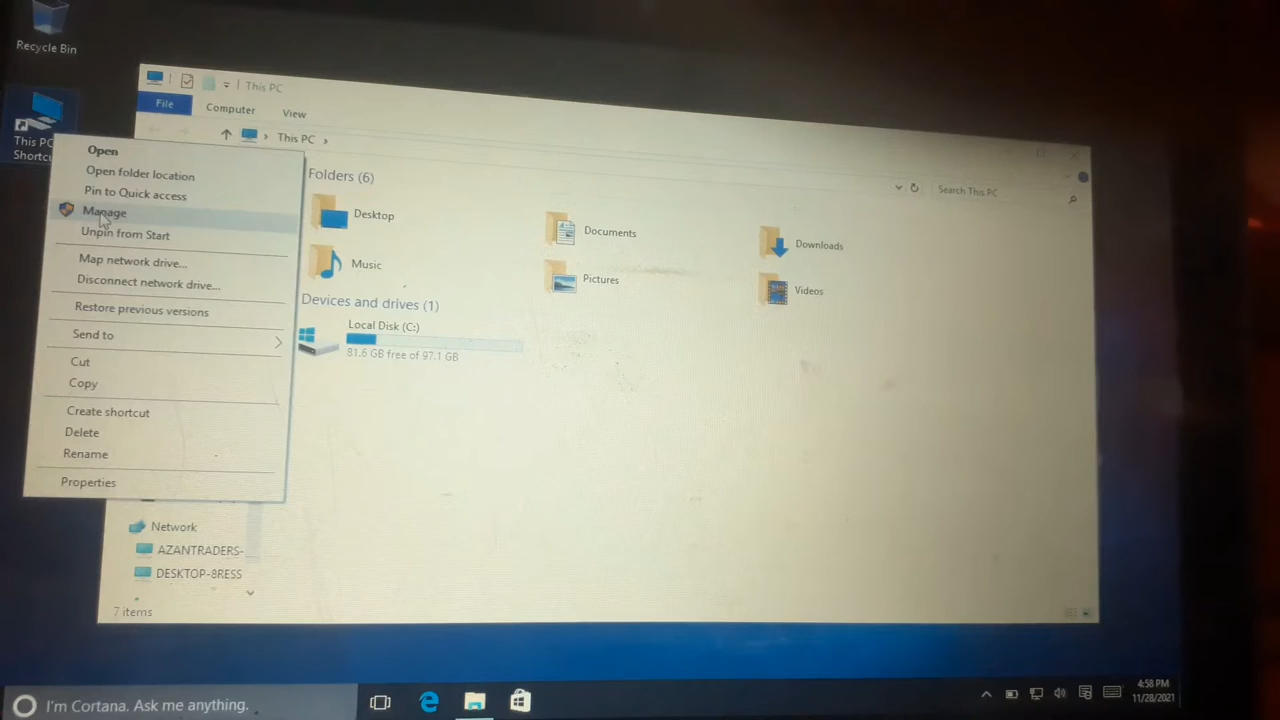 Recycle Bin
This PC
Shortcu
Open
Open folder location
Pin to Quick access
Manage
Unpin from Start
Map network drive...
Disconnect network drive...
Restore previous versions
Send to
Cut
Copy
Create shortcut
Delete
Rename
Properties
This PC
File
Computer
View
This PC
Search This PC
Folders (6)
Desktop
Documents
Downloads
Music
Pictures
Videos
Devices and drives (1)
Local Disk (C:)
81.6 GB free of 97.1 GB
Network
AZANTRADERS-
DESKTOP-8RESS
7 items
I'm Cortana. Ask me anything.
4:58 PM
11/28/2021